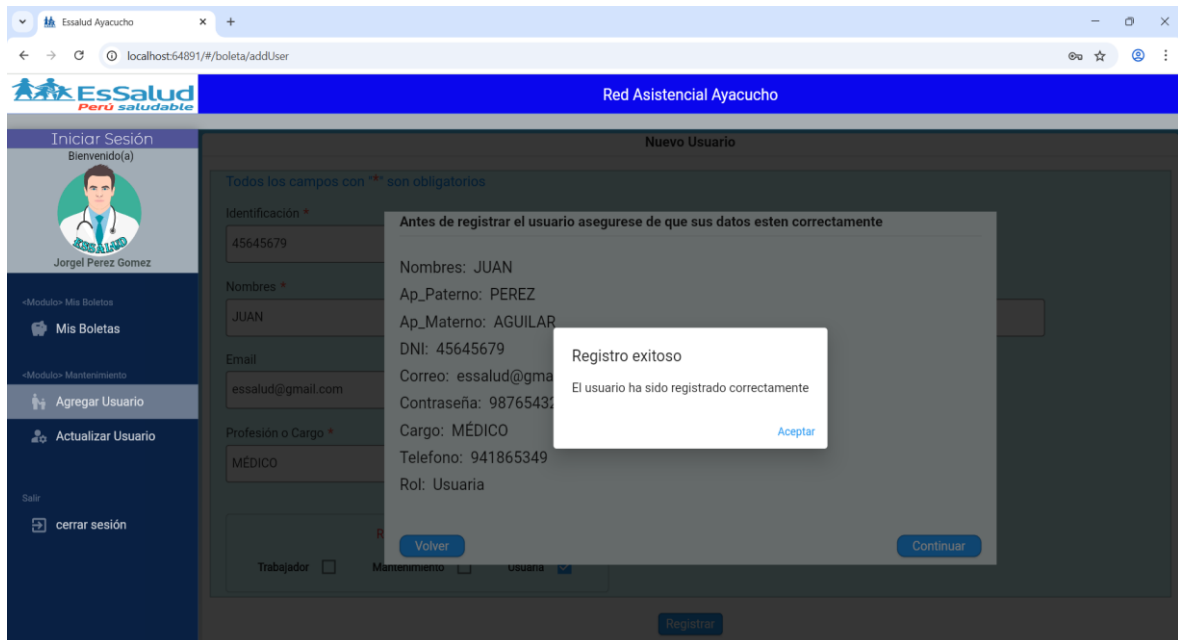 Essalud Ayacucho
localhost:64891/#/boleta/addUser
EsSalud
Perú saludable
Red Asistencial Ayacucho
Iniciar Sesión
Bienvenido(a)
ESSALUD
Jorgel Perez Gomez
<Modulo> Mis Boletos
Mis Boletas
<Modulo> Mantenimiento
Agregar Usuario
Actualizar Usuario
Salir
cerrar sesión
Nuevo Usuario
Todos los campos con "*" son obligatorios
Identificación *
45645679
Nombres *
JUAN
Email
essalud@gmail.com
Profesión o Cargo *
MÉDICO
Trabajador
Mantenimiento
Usuaria
Registrar
Antes de registrar el usuario asegurese de que sus datos esten correctamente
Nombres: JUAN
Ap_Paterno: PEREZ
Ap_Materno: AGUILAR
DNI: 45645679
Correo: essalud@gma
Contraseña: 98765432
Cargo: MÉDICO
Telefono: 941865349
Rol: Usuaria
Volver
Continuar
Registro exitoso
El usuario ha sido registrado correctamente
Aceptar